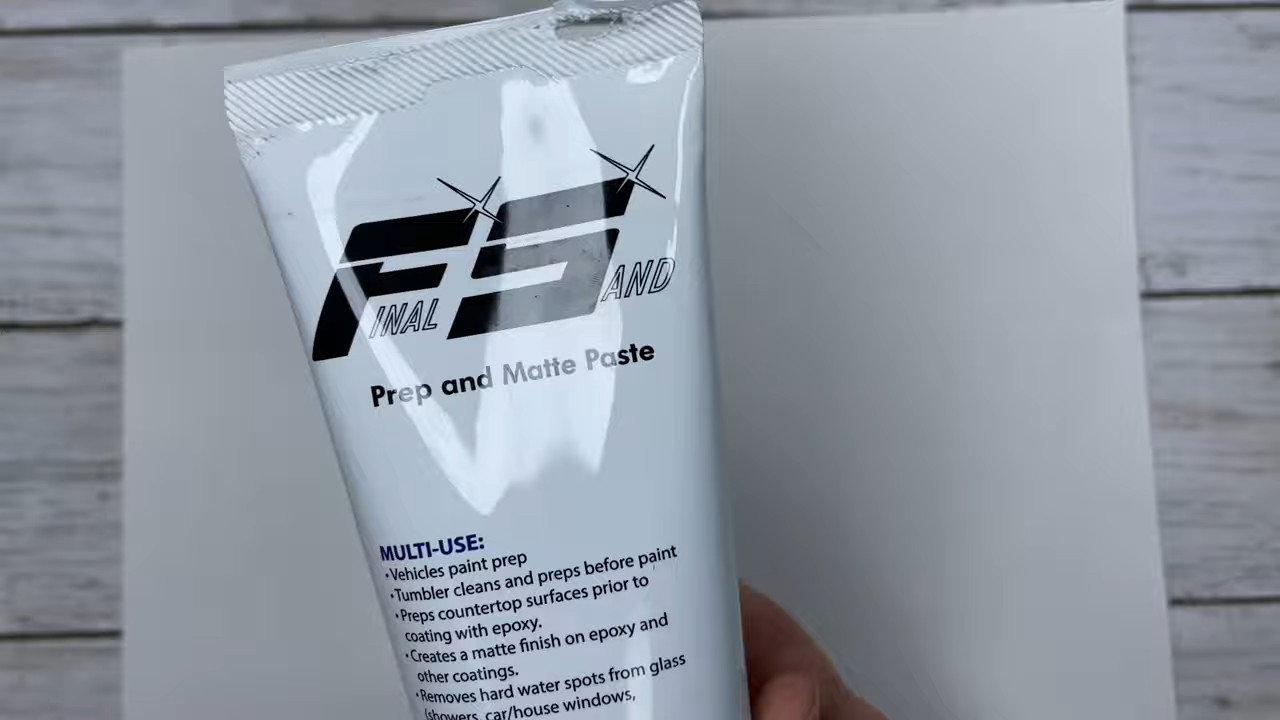 FINAL SAND
Prep and Matte Paste
MULTI-USE:
•Vehicles paint prep
•Tumbler cleans and preps before paint
•Preps countertop surfaces prior to
coating with epoxy.
•Creates a matte finish on epoxy and
other coatings.
•Removes hard water spots from glass
(showers, car/house windows,